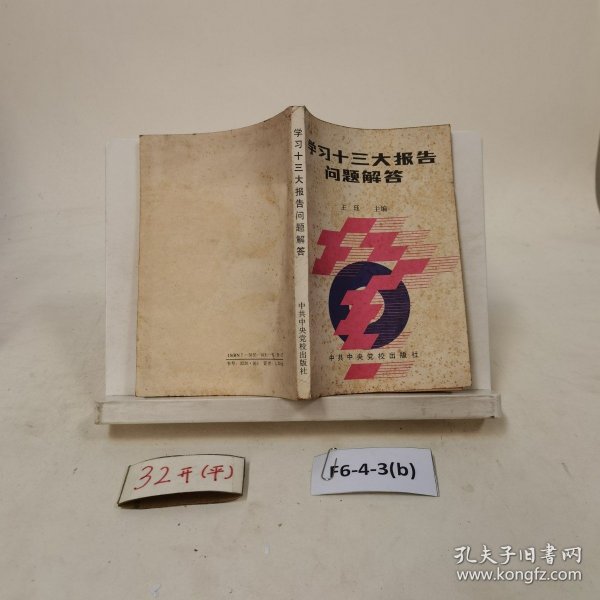 学习十三大报告
问题解答
王珏 主编
中共中央党校出版社
学习十三大报告问题解答
中共中央党校出版社
32开(平)
F6-4-3(b)
孔夫子旧書网
www.kongfz.com